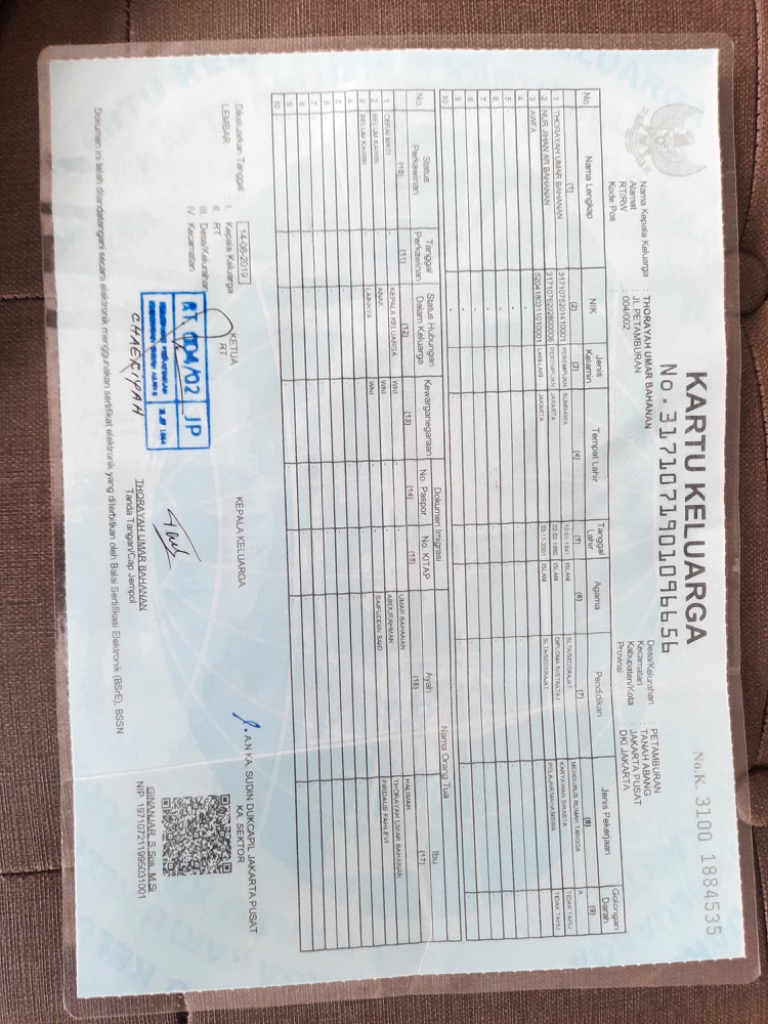 KARTU KELUARGA
No. 3171071901096656
No.K. 3100 1884535
Nama Kepala Keluarga : THORAYAH UMAR BAHANAN
Alamat : JL PETAMBURAN
RT/RW : 004/002
Kode Pos :
Desa/Kelurahan : PETAMBURAN
Kecamatan : TANAH ABANG
Kabupaten/Kota : JAKARTA PUSAT
Provinsi : DKI JAKARTA
No. Nama Lengkap NIK Jenis Kelamin Tempat Lahir Tanggal Lahir Agama Pendidikan Jenis Pekerjaan Golongan Darah
(1) (2) (3) (4) (5) (6) (7) (8) (9)
1 THORAYAH UMAR BAHANAN 3171075201410001 PEREMPUAN SUMBAWA 12-01-1941 ISLAM SLTA/SEDERAJAT MENGURUS RUMAH TANGGA TIDAK TAHU
2 NUR JIHAN AR BAHANAN PEREMPUAN JAKARTA ISLAM DIPLOMA IV/STRATA I KARYAWAN SWASTA TIDAK TAHU
3 5204180311010001 LAKI-LAKI JAKARTA 03-11-2001 ISLAM SLTA/SEDERAJAT PELAJAR/MAHASISWA
4
5
6
7
8
9
10
No. Status Perkawinan Tanggal Perkawinan Status Hubungan Dalam Keluarga Kewarganegaraan Dokumen Imigrasi Nama Orang Tua
No. Paspor No. KITAP Ayah Ibu
(10) (11) (12) (13) (14) (15) (16) (17)
1 CERAI MATI KEPALA KELUARGA WNI UMAR BAHANAN HALIMAH
2 BELUM KAWIN ANAK WNI ABDURAHMAN THORAYAH UMAR BAHANAN
3 BELUM KAWIN LAINNYA WNI SAIFUDDIN SAID FIRDAUS FAHLEVI
4
5
6
7
8
9
10
Dikeluarkan Tanggal : 14-08-2019
LEMBAR : I. Kepala Keluarga
II. RT
III. Desa/Kelurahan
IV. Kecamatan
KETUA
RT
RT 004/02 JP
CHAERIYAH
KEPALA KELUARGA
THORAYAH UMAR BAHANAN
Tanda Tangan/Cap Jempol
A.N KA. SUDIN DUKCAPIL JAKARTA PUSAT
KA. SEKTOR
GINANJAR, S.Sos, M.Si
NIP. 197107211995031001
Dokumen ini telah ditandatangani secara elektronik menggunakan sertifikat elektronik yang diterbitkan oleh Balai Sertifikasi Elektronik (BSrE), BSSN